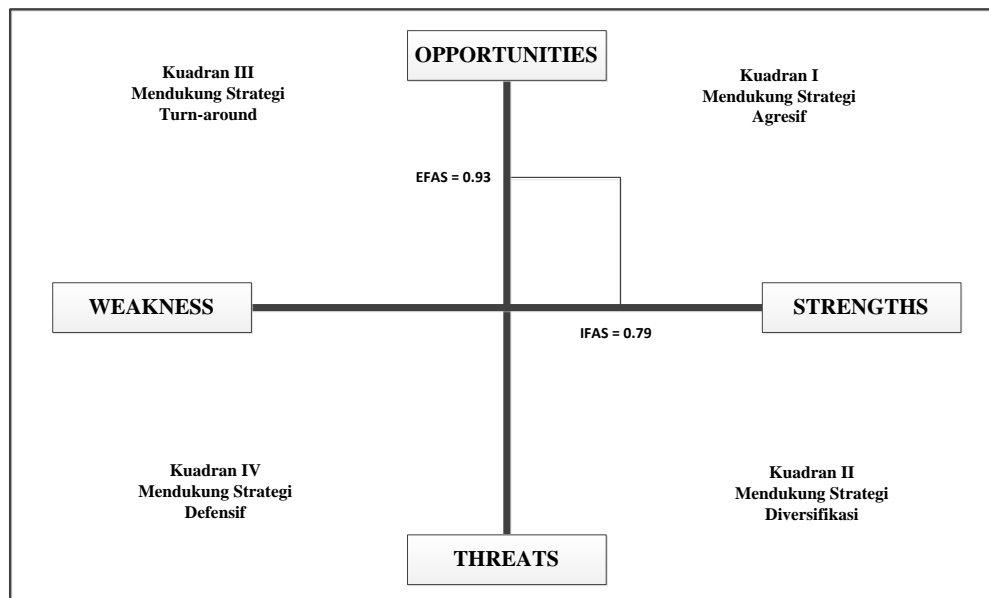 OPPORTUNITIES
Kuadran III
Mendukung Strategi
Turn-around
Kuadran I
Mendukung Strategi
Agresif
EFAS = 0.93
WEAKNESS
STRENGTHS
IFAS = 0.79
Kuadran IV
Mendukung Strategi
Defensif
Kuadran II
Mendukung Strategi
Diversifikasi
THREATS